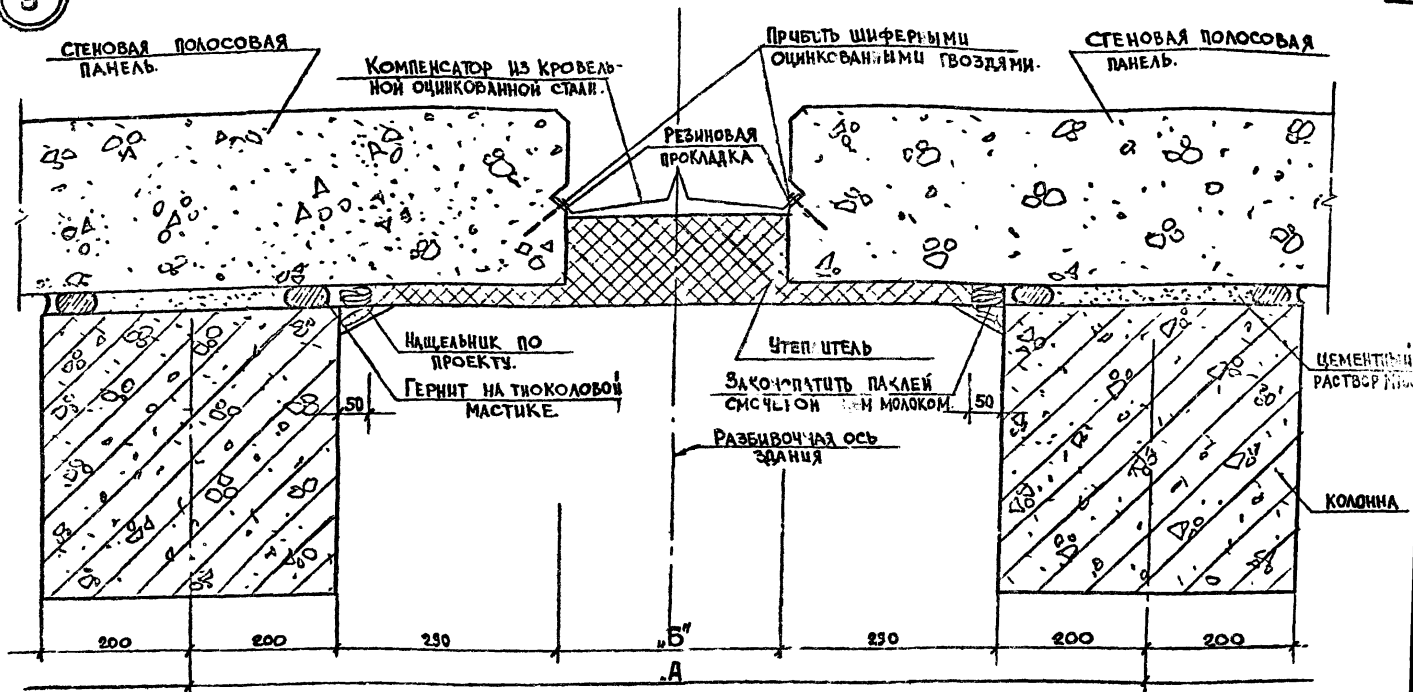 СТЕНОВАЯ ПОЛОСОВАЯ
ПАНЕЛЬ.
КОМПЕНСАТОР ИЗ КРОВЕЛЬ-
НОЙ ОЦИНКОВАННОЙ СТАЛИ.
ПРИБИТЬ ШИФЕРНЫМИ
ОЦИНКОВАННЫМИ ГВОЗДЯМИ.
СТЕНОВАЯ ПОЛОСОВАЯ
ПАНЕЛЬ.
РЕЗИНОВАЯ
ПРОКЛАДКА
НАЩЕЛЬНИК ПО
ПРОЕКТУ.
ГЕРНИТ НА ТИОКОЛОВОЙ
МАСТИКЕ.
УТЕПЛИТЕЛЬ
ЗАКОНОПАТИТЬ ПАКЛЕЙ
МОЛОКОМ.
ЦЕМЕНТНЫЙ
РАСТВОР
50
50
РАЗБИВОЧНАЯ ОСЬ
ЗДАНИЯ
КОЛОННА
200 200 290 „Б" 290 200 200
„А